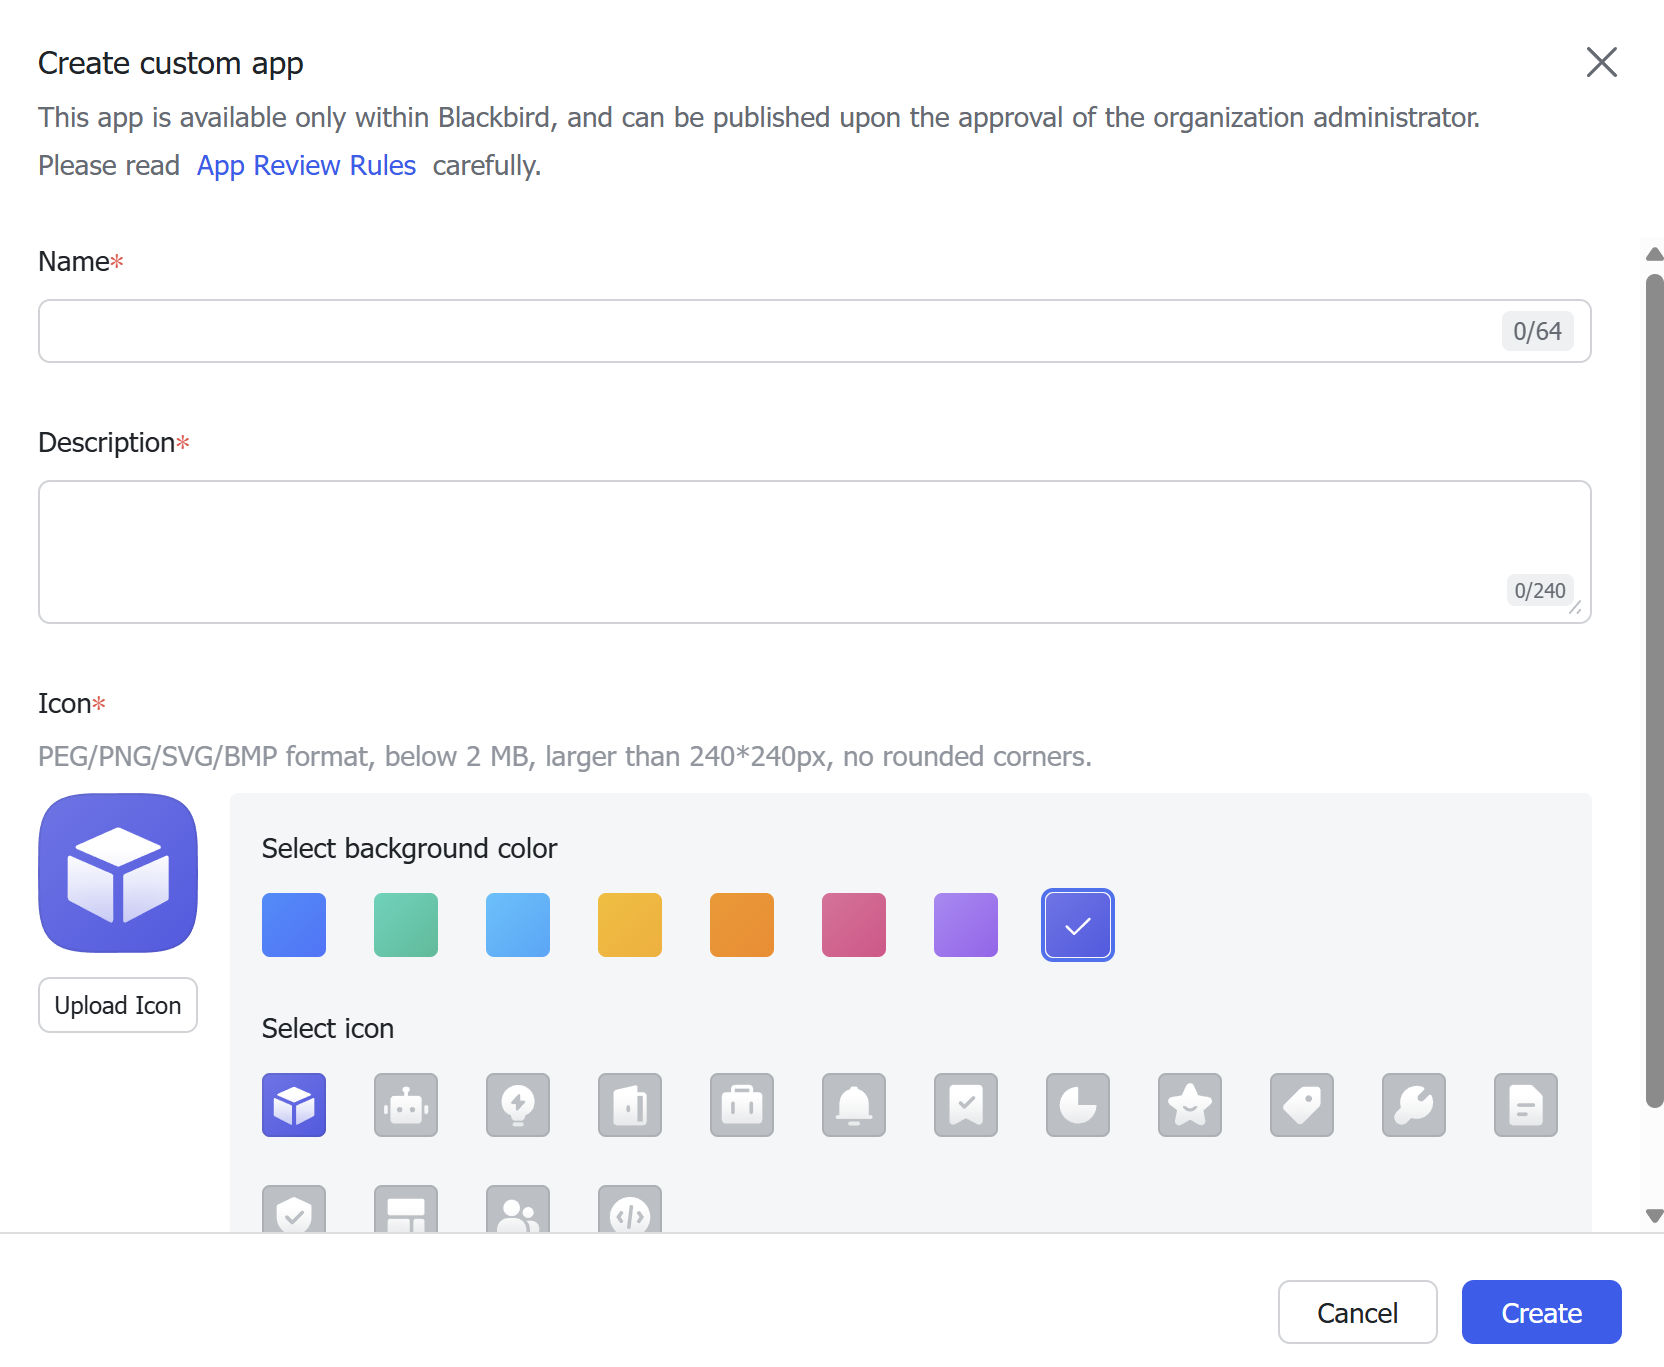 Create custom app
This app is available only within Blackbird, and can be published upon the approval of the organization administrator.
Please read App Review Rules carefully.
Name*
0/64
Description*
0/240
Icon*
PEG/PNG/SVG/BMP format, below 2 MB, larger than 240*240px, no rounded corners.
Select background color
Upload Icon
Select icon
Cancel
Create